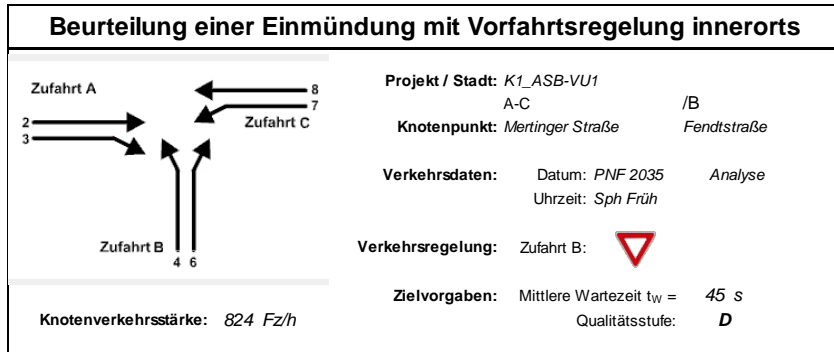 Beurteilung einer Einmündung mit Vorfahrtsregelung innerorts
Zufahrt A
8
7
Zufahrt C
2
3
Zufahrt B
4 6
Knotenverkehrsstärke: 824 Fz/h
Projekt / Stadt: K1_ASB-VU1
A-C /B
Knotenpunkt: Mertinger Straße Fendtstraße
Verkehrsdaten: Datum: PNF 2035 Analyse
Uhrzeit: Sph Früh
Verkehrsregelung: Zufahrt B:
Zielvorgaben: Mittlere Wartezeit tW = 45 s
Qualitätsstufe: D